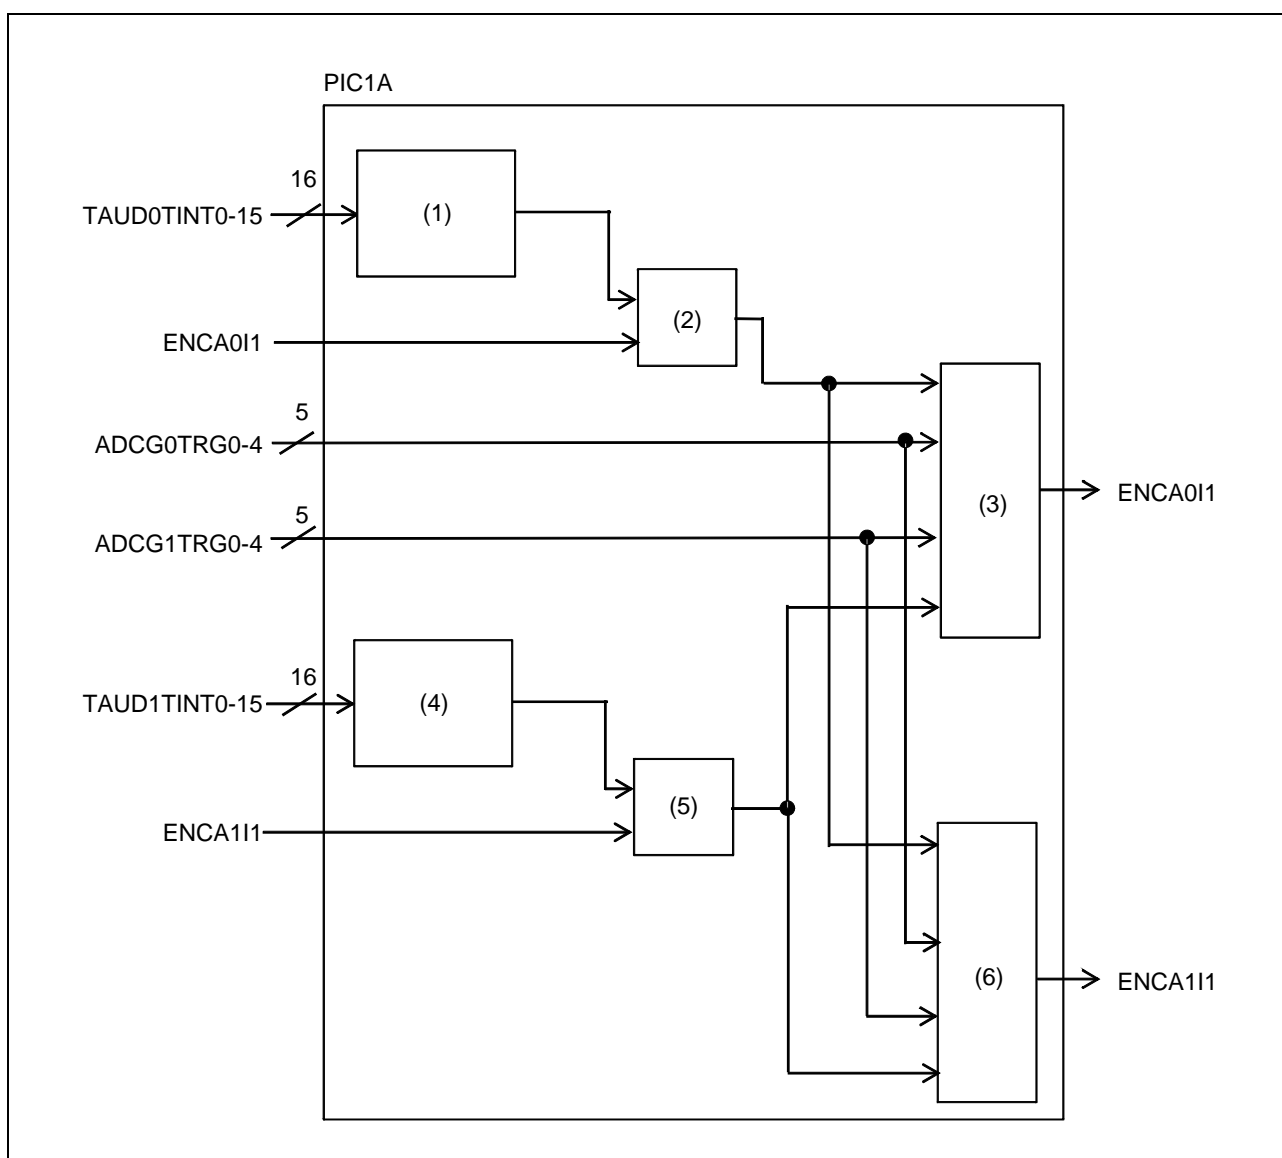 PIC1A
16
TAUD0TINT0-15
(1)
(2)
ENCA0I1
5
ADCG0TRG0-4
(3)
ENCA0I1
5
ADCG1TRG0-4
16
TAUD1TINT0-15
(4)
(5)
ENCA1I1
(6)
ENCA1I1